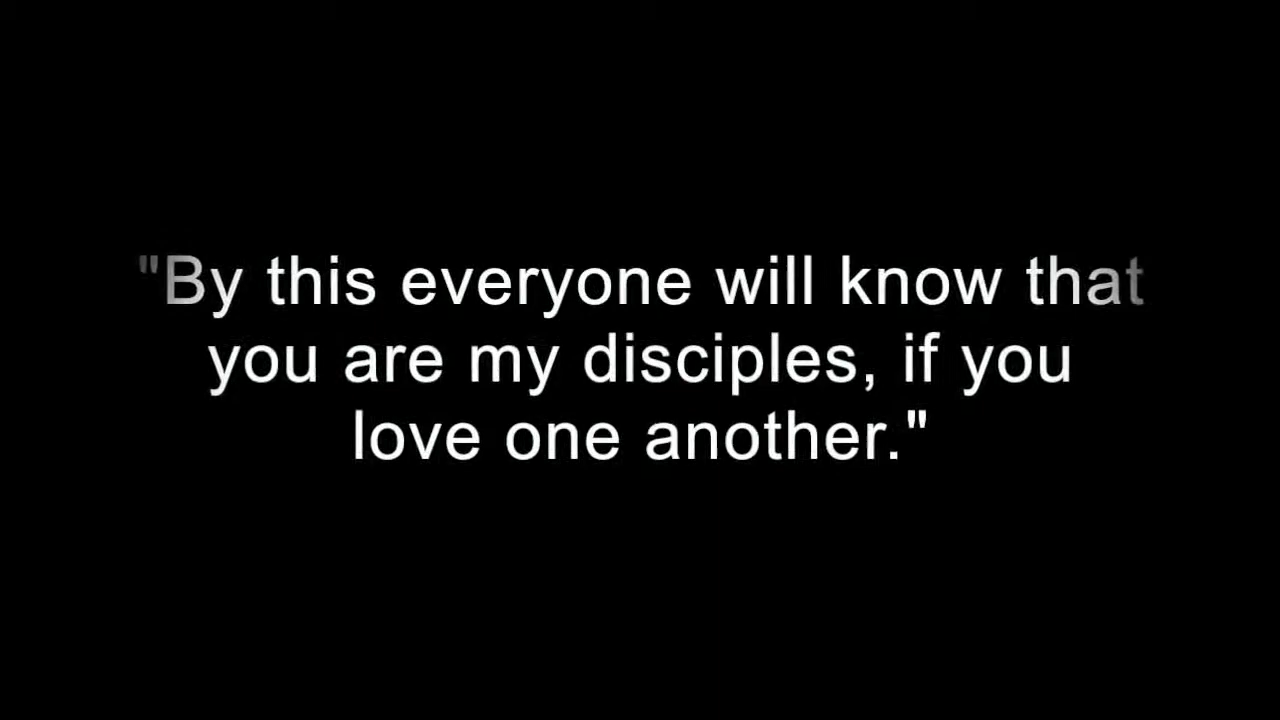 "By this everyone will know that
you are my disciples, if you
love one another."